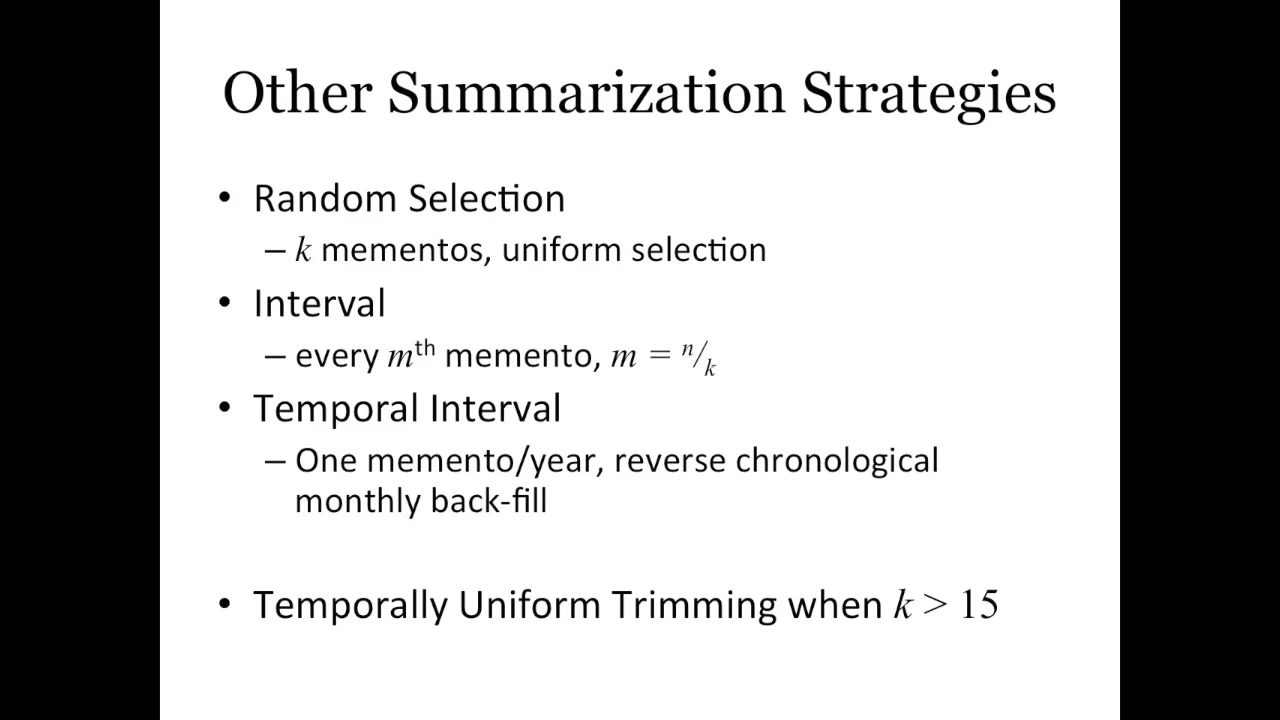 Other Summarization Strategies
• Random Selection
– k mementos, uniform selection
• Interval
– every mth memento, m = n/k
• Temporal Interval
– One memento/year, reverse chronological
monthly back-fill
• Temporally Uniform Trimming when k > 15